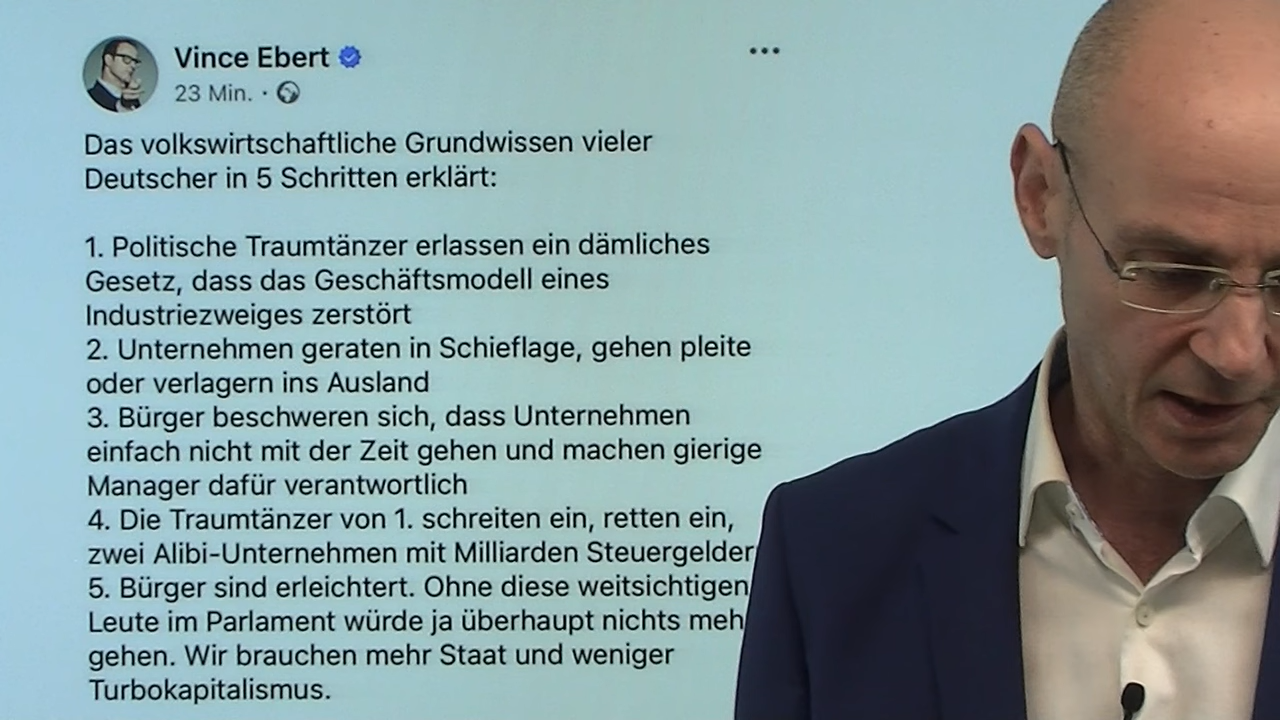 Vince Ebert
23 Min. ·
Das volkswirtschaftliche Grundwissen vieler
Deutscher in 5 Schritten erklärt:
1. Politische Traumtänzer erlassen ein dämliches
Gesetz, dass das Geschäftsmodell eines
Industriezweiges zerstört
2. Unternehmen geraten in Schieflage, gehen pleite
oder verlagern ins Ausland
3. Bürger beschweren sich, dass Unternehmen
einfach nicht mit der Zeit gehen und machen gierige
Manager dafür verantwortlich
4. Die Traumtänzer von 1. schreiten ein, retten ein,
zwei Alibi-Unternehmen mit Milliarden Steuergelder
5. Bürger sind erleichtert. Ohne diese weitsichtigen
Leute im Parlament würde ja überhaupt nichts meh
gehen. Wir brauchen mehr Staat und weniger
Turbokapitalismus.